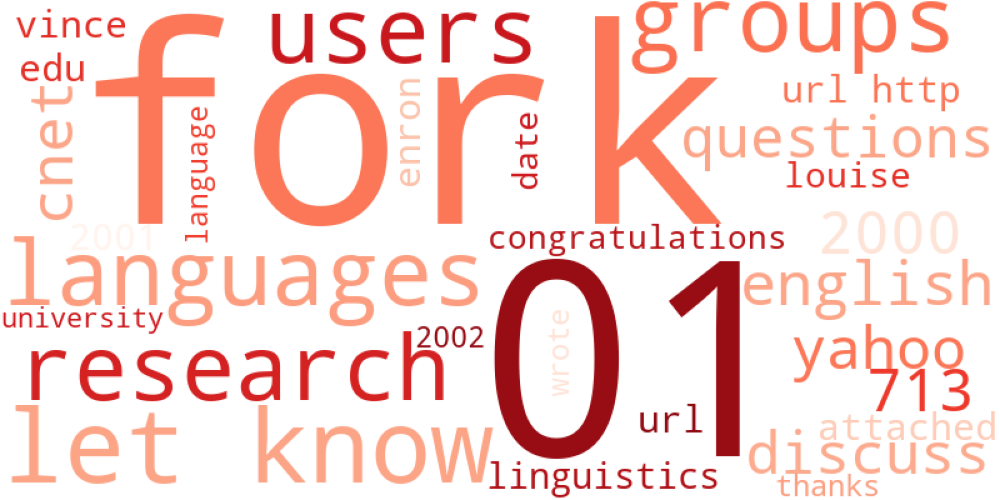 vince
users
groups
edu
fork
url http
cnet
language
enron
date
questions
louise
2001
congratulations
2000
languages
01
english
university
2002
wrote
research
yahoo
713
let know
url
attached
discuss
linguistics
thanks